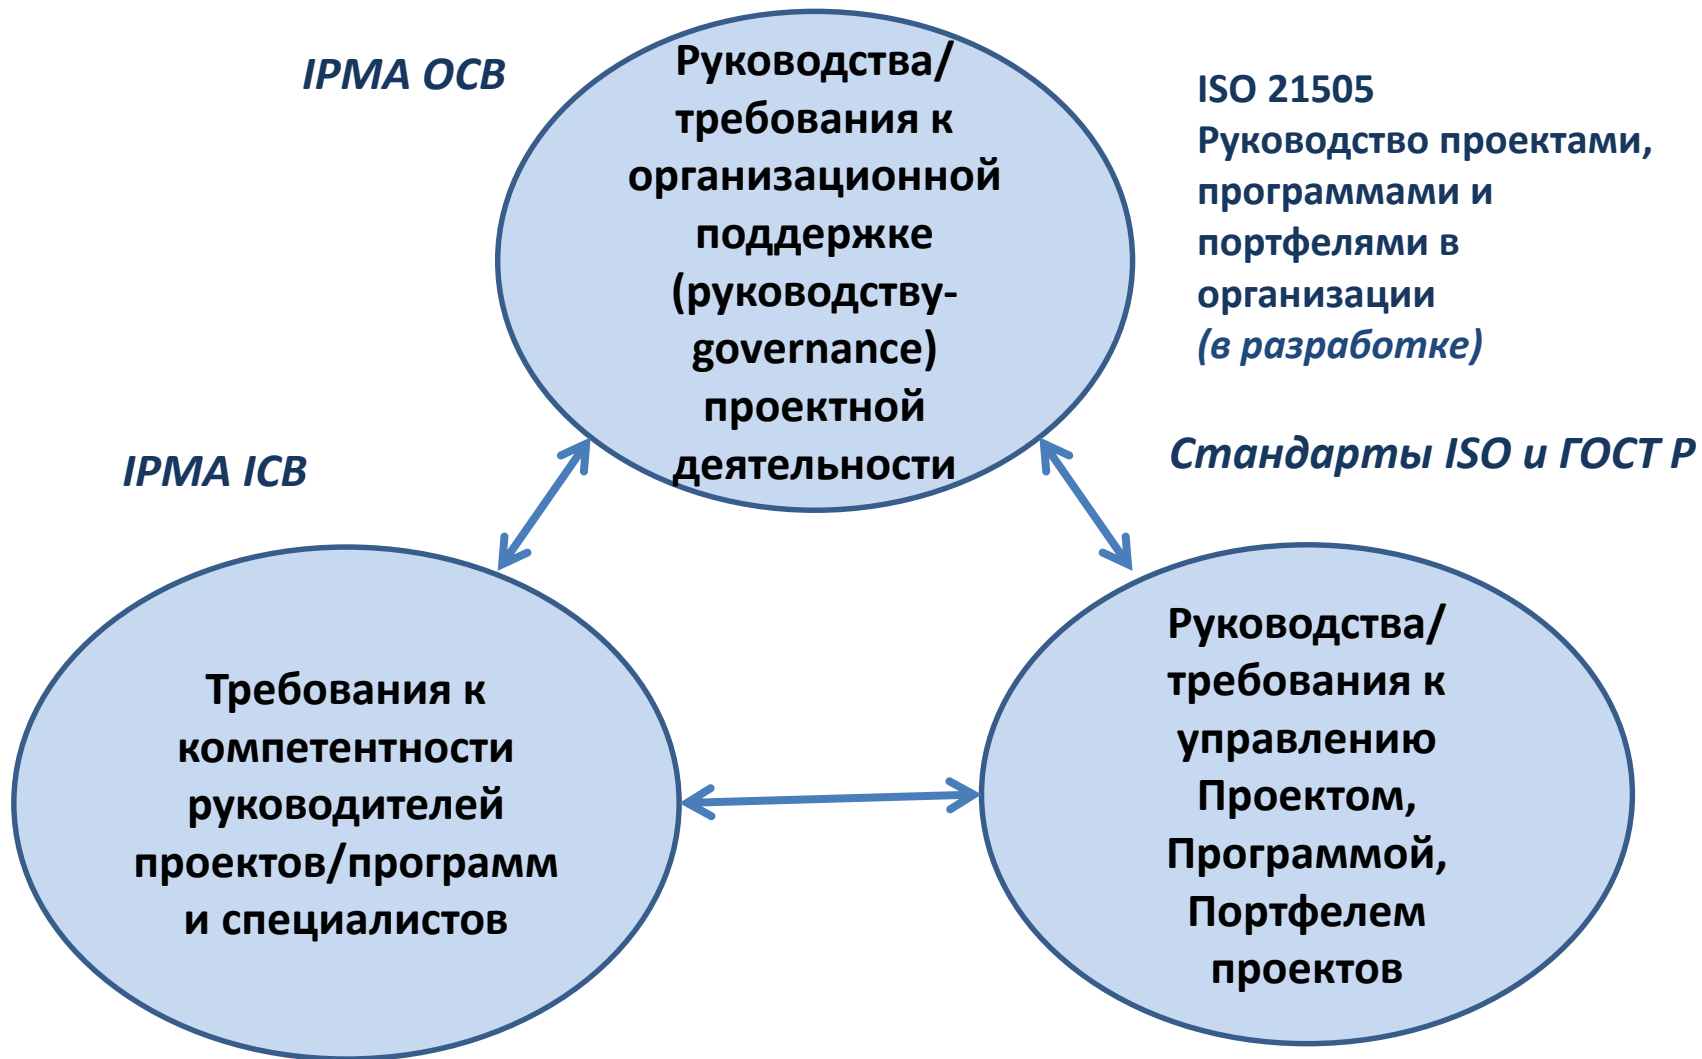 IPMA OCB
Руководства/
требования к
организационной
поддержке
(руководству-
governance)
проектной
деятельности
ISO 21505
Руководство проектами,
программами и
портфелями в
организации
(в разработке)
IPMA ICB
Стандарты ISO и ГОСТ Р
Требования к
компетентности
руководителей
проектов/программ
и специалистов
Руководства/
требования к
управлению
Проектом,
Программой,
Портфелем
проектов